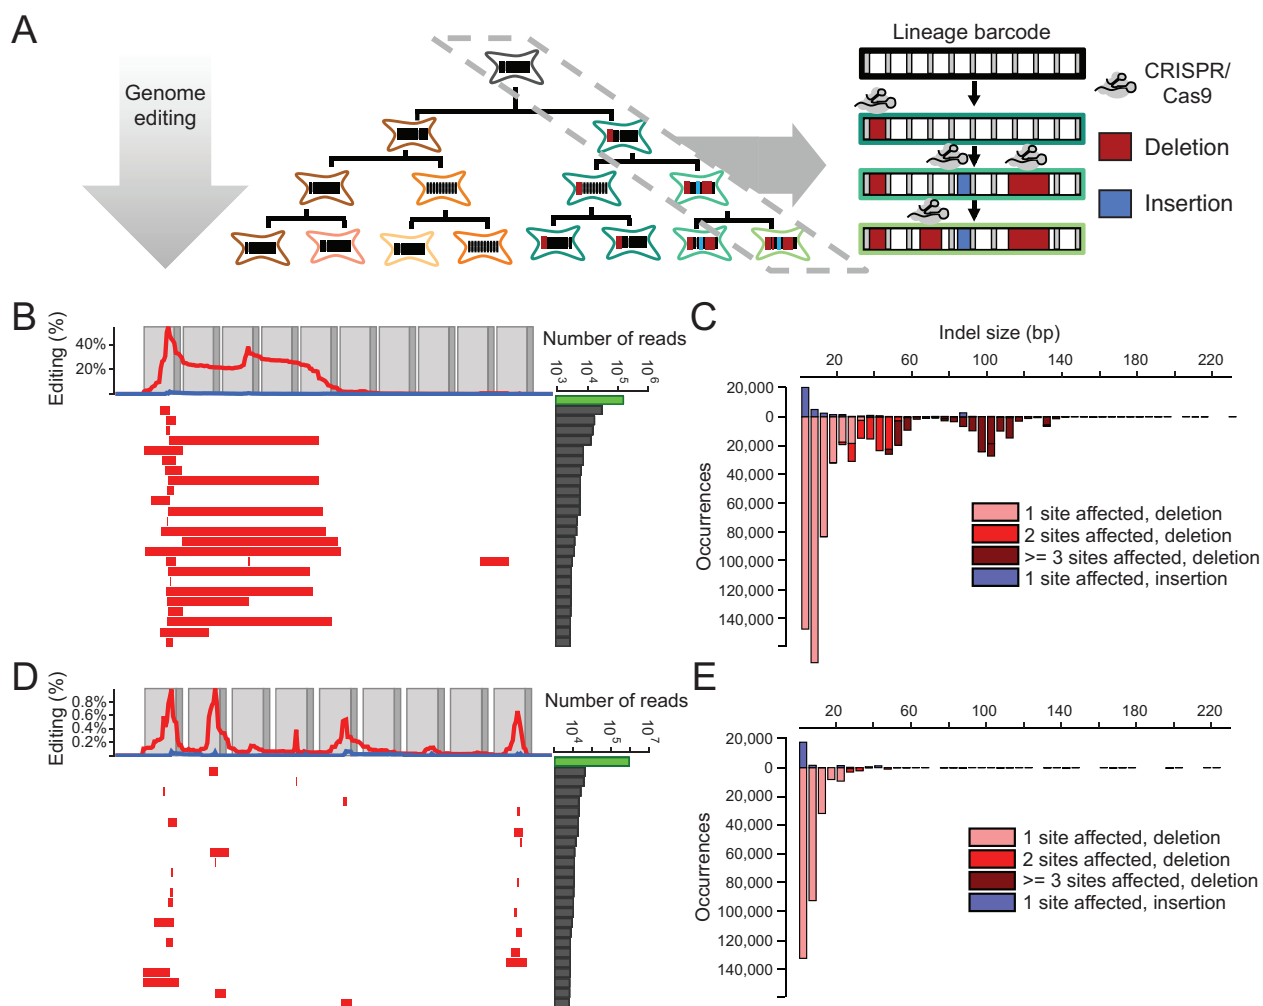 A
Genome
editing
Lineage barcode
CRISPR/
Cas9
Deletion
Insertion
B
Editing (%)
40%
20%
Number of reads
10³ 10⁴ 10⁵ 10⁶
C
Indel size (bp)
20 60 100 140 180 220
Occurrences
20,000
0
20,000
40,000
60,000
80,000
100,000
120,000
140,000
1 site affected, deletion
2 sites affected, deletion
>= 3 sites affected, deletion
1 site affected, insertion
D
Editing (%)
0.8%
0.6%
0.4%
0.2%
Number of reads
10⁴ 10⁵ 10⁷
E
20 60 100 140 180 220
Occurrences
20,000
0
20,000
40,000
60,000
80,000
100,000
120,000
140,000
1 site affected, deletion
2 sites affected, deletion
>= 3 sites affected, deletion
1 site affected, insertion